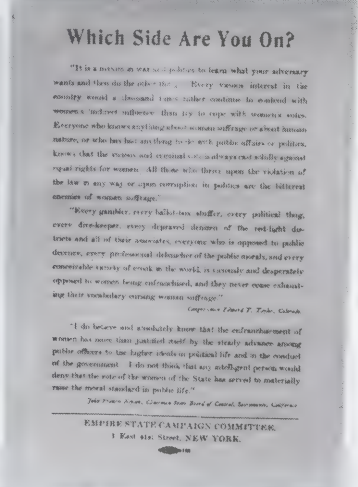 Which Side Are You On?
"It is a maxim in war and politics to learn what your adversary
wants and then do the other thing. Every vicious interest in the
country would a thousand times rather continue to contend with
women's indirect influence than try to cope with women's votes.
Everyone who knows anything about woman suffrage or about human
nature, or who has had anything to do with public affairs or politics,
knows that the vicious and criminal vote is always cast solidly against
equal rights for women. All those who thrive upon the violation of
the law in any way or upon corruption in politics are the bitterest
enemies of woman suffrage."
"Every gambler, every ballot-box stuffer, every political thug,
every dive-keeper, every depraved denizen of the red-light dis-
tricts and all of their associates, everyone who is opposed to public
decency, every professional debaucher of the public morals, and every
conceivable variety of crook in the world, is viciously and desperately
opposed to women being enfranchised, and they never cease exhaust-
ing their vocabulary cursing woman suffrage."
Congressman Edward T. Taylor, Colorado
"I do believe and absolutely know that the enfranchisement of
women has more than justified itself by the steady advance among
public officers to the higher ideals in political life and in the conduct
of the government. I do not think that any intelligent person would
deny that the vote of the women of the State has served to materially
raise the moral standard in public life."
Chairman State Board of Control, Sacramento, California
EMPIRE STATE CAMPAIGN COMMITTEE,
1 East 41st Street, NEW YORK.